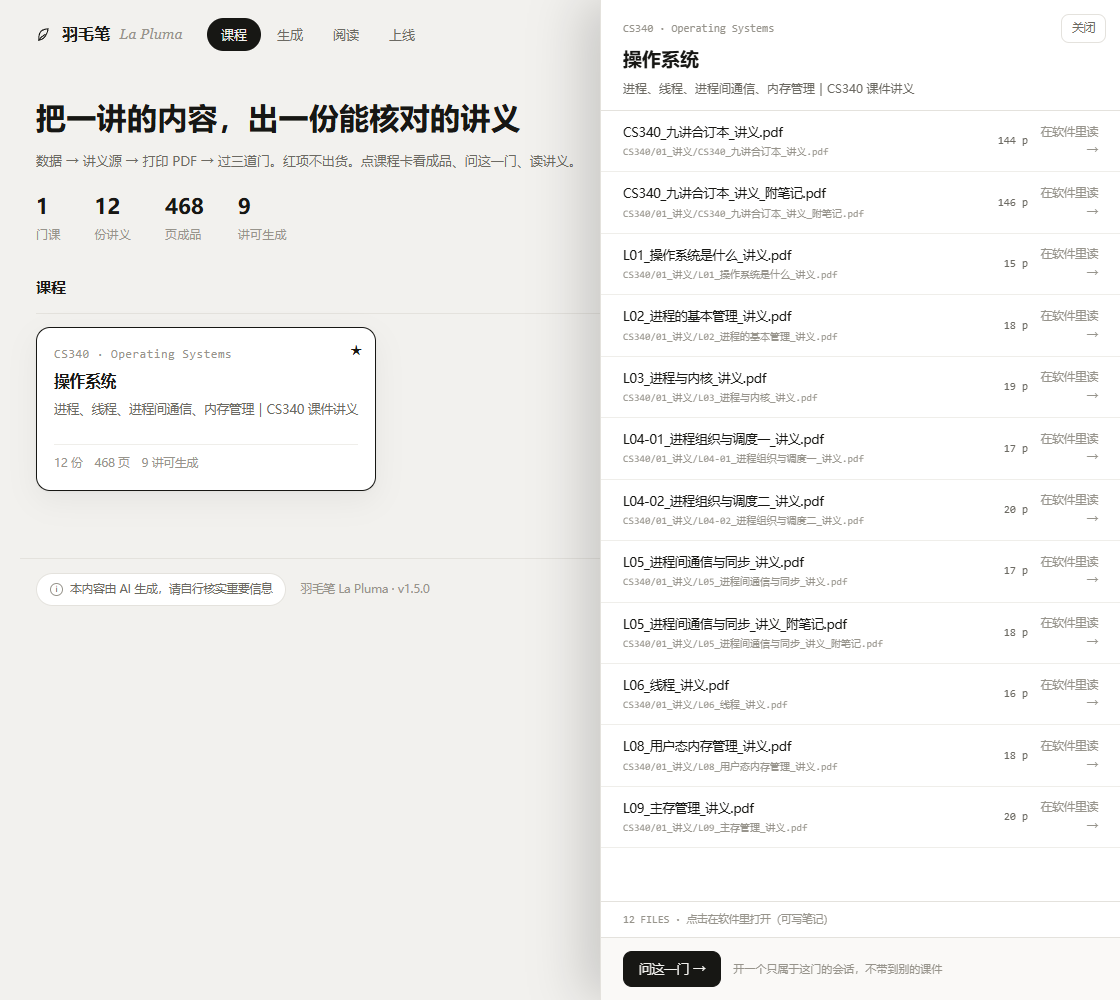 羽毛笔 La Pluma 课程 生成 阅读 上线
把一讲的内容，出一份能核对的讲义
数据 → 讲义源 → 打印 PDF → 过三道门。红项不出货。点课程卡看成品、问这一门、读讲义。
1 12 468 9
门课 份讲义 页成品 讲可生成
课程
CS340 · Operating Systems ★
操作系统
进程、线程、进程间通信、内存管理 | CS340 课件讲义
12 份 468 页 9 讲可生成
本内容由 AI 生成，请自行核实重要信息 羽毛笔 La Pluma · v1.5.0
CS340 · Operating Systems 关闭
操作系统
进程、线程、进程间通信、内存管理 | CS340 课件讲义
CS340_九讲合订本_讲义.pdf
CS340/01_讲义/CS340_九讲合订本_讲义.pdf
144 p 在软件里读 →
CS340_九讲合订本_讲义_附笔记.pdf
CS340/01_讲义/CS340_九讲合订本_讲义_附笔记.pdf
146 p 在软件里读 →
L01_操作系统是什么_讲义.pdf
CS340/01_讲义/L01_操作系统是什么_讲义.pdf
15 p 在软件里读 →
L02_进程的基本管理_讲义.pdf
CS340/01_讲义/L02_进程的基本管理_讲义.pdf
18 p 在软件里读 →
L03_进程与内核_讲义.pdf
CS340/01_讲义/L03_进程与内核_讲义.pdf
19 p 在软件里读 →
L04-01_进程组织与调度一_讲义.pdf
CS340/01_讲义/L04-01_进程组织与调度一_讲义.pdf
17 p 在软件里读 →
L04-02_进程组织与调度二_讲义.pdf
CS340/01_讲义/L04-02_进程组织与调度二_讲义.pdf
20 p 在软件里读 →
L05_进程间通信与同步_讲义.pdf
CS340/01_讲义/L05_进程间通信与同步_讲义.pdf
17 p 在软件里读 →
L05_进程间通信与同步_讲义_附笔记.pdf
CS340/01_讲义/L05_进程间通信与同步_讲义_附笔记.pdf
18 p 在软件里读 →
L06_线程_讲义.pdf
CS340/01_讲义/L06_线程_讲义.pdf
16 p 在软件里读 →
L08_用户态内存管理_讲义.pdf
CS340/01_讲义/L08_用户态内存管理_讲义.pdf
18 p 在软件里读 →
L09_主存管理_讲义.pdf
CS340/01_讲义/L09_主存管理_讲义.pdf
20 p 在软件里读 →
12 FILES · 点击在软件里打开（可写笔记）
问这一门 → 开一个只属于这门的会话，不带到别的课件